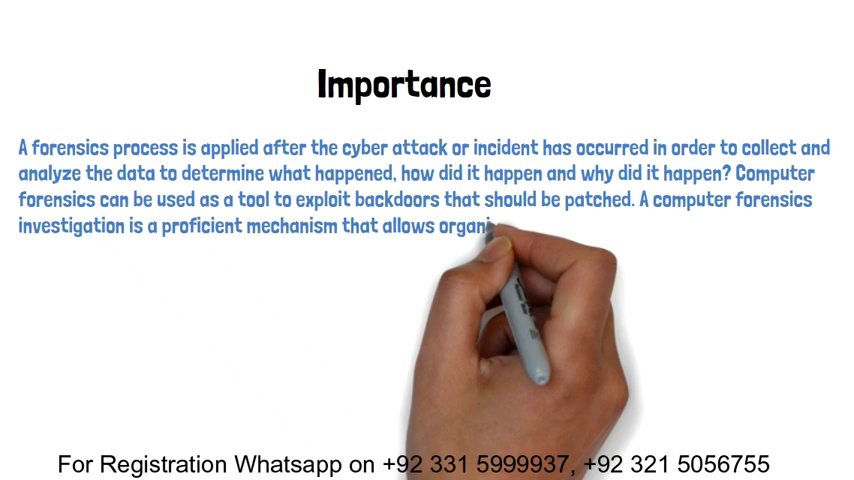 Importance
A forensics process is applied after the cyber attack or incident has occurred in order to collect and
analyze the data to determine what happened, how did it happen and why did it happen? Computer
forensics can be used as a tool to exploit backdoors that should be patched. A computer forensics
investigation is a proficient mechanism that allows organi
For Registration Whatsapp on +92 331 5999937, +92 321 5056755